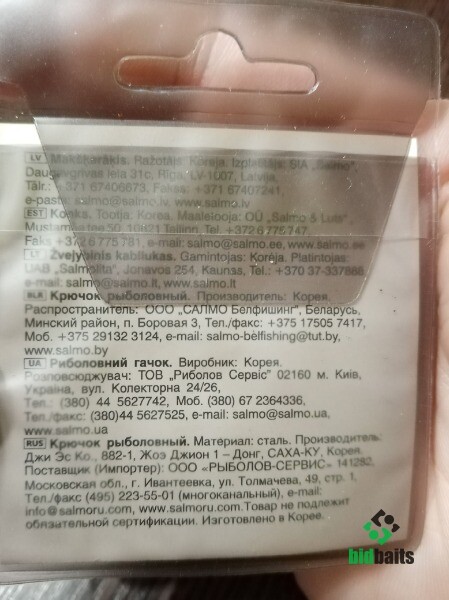 LV Makšķerāķis. Ražotājs: Koreja. Izplatītājs: SIA „Salmo",
Daugavgrivas iela 31c, Rīga, LV-1007, Latvija,
Tālr.: +371 67406673, Fakss: +371 67407241,
e-pasts: salmo@salmo.lv, www.salmo.lv
EST Konks. Tootja: Korea. Maaletooja: OÜ „Salmo & Luts"
Mustamäe tee 50, 10621 Tallinn, Tel. +372 6 776 747,
Faks +372 6 775 781, e-mail: salmo@salmo.ee, www.salmo.ee
LT Žvejybinis kabliukas. Gamintojas: Korėja. Platintojas:
UAB „Salmolita", Jonavos 254, Kaunas, Tel.: +370 37-337888,
e-mail: salmo@salmo.lt, www.salmo.lt
BLR Крючок рыболовный. Производитель: Корея.
Распространитель: ООО "САЛМО Белфишинг", Беларусь,
Минский район, п. Боровая 3, Тел./факс: +375 17505 7417,
Моб. +375 29132 3124, e-mail: salmo-belfishing@tut.by,
www.salmo.by
UA Риболовний гачок. Виробник: Корея.
Розповсюджувач: ТОВ „Риболов Сервіс" 02160 м. Київ,
Україна, вул. Колекторна 24/26,
Тел.: (380) 44 5627742, Моб. (380) 67 2364336,
Тел./факс: (380)44 5627525, e-mail: salmo@salmo.ua,
www.salmo.ua
RUS Крючок рыболовный. Материал: сталь. Производитель:
Джи Эс Ко., 882-1, Жоэ Джион 1 – Донг, САХА-КУ, Корея.
Поставщик (Импортер): ООО «РЫБОЛОВ-СЕРВИС» 141282,
Московская обл., г. Ивантеевка, ул. Толмачева, 49, стр. 1,
Тел./факс (495) 223-55-01 (многоканальный), e-mail:
info@salmoru.com, www.salmoru.com.Товар не подлежит
обязательной сертификации. Изготовлено в Корее.
bidbaits